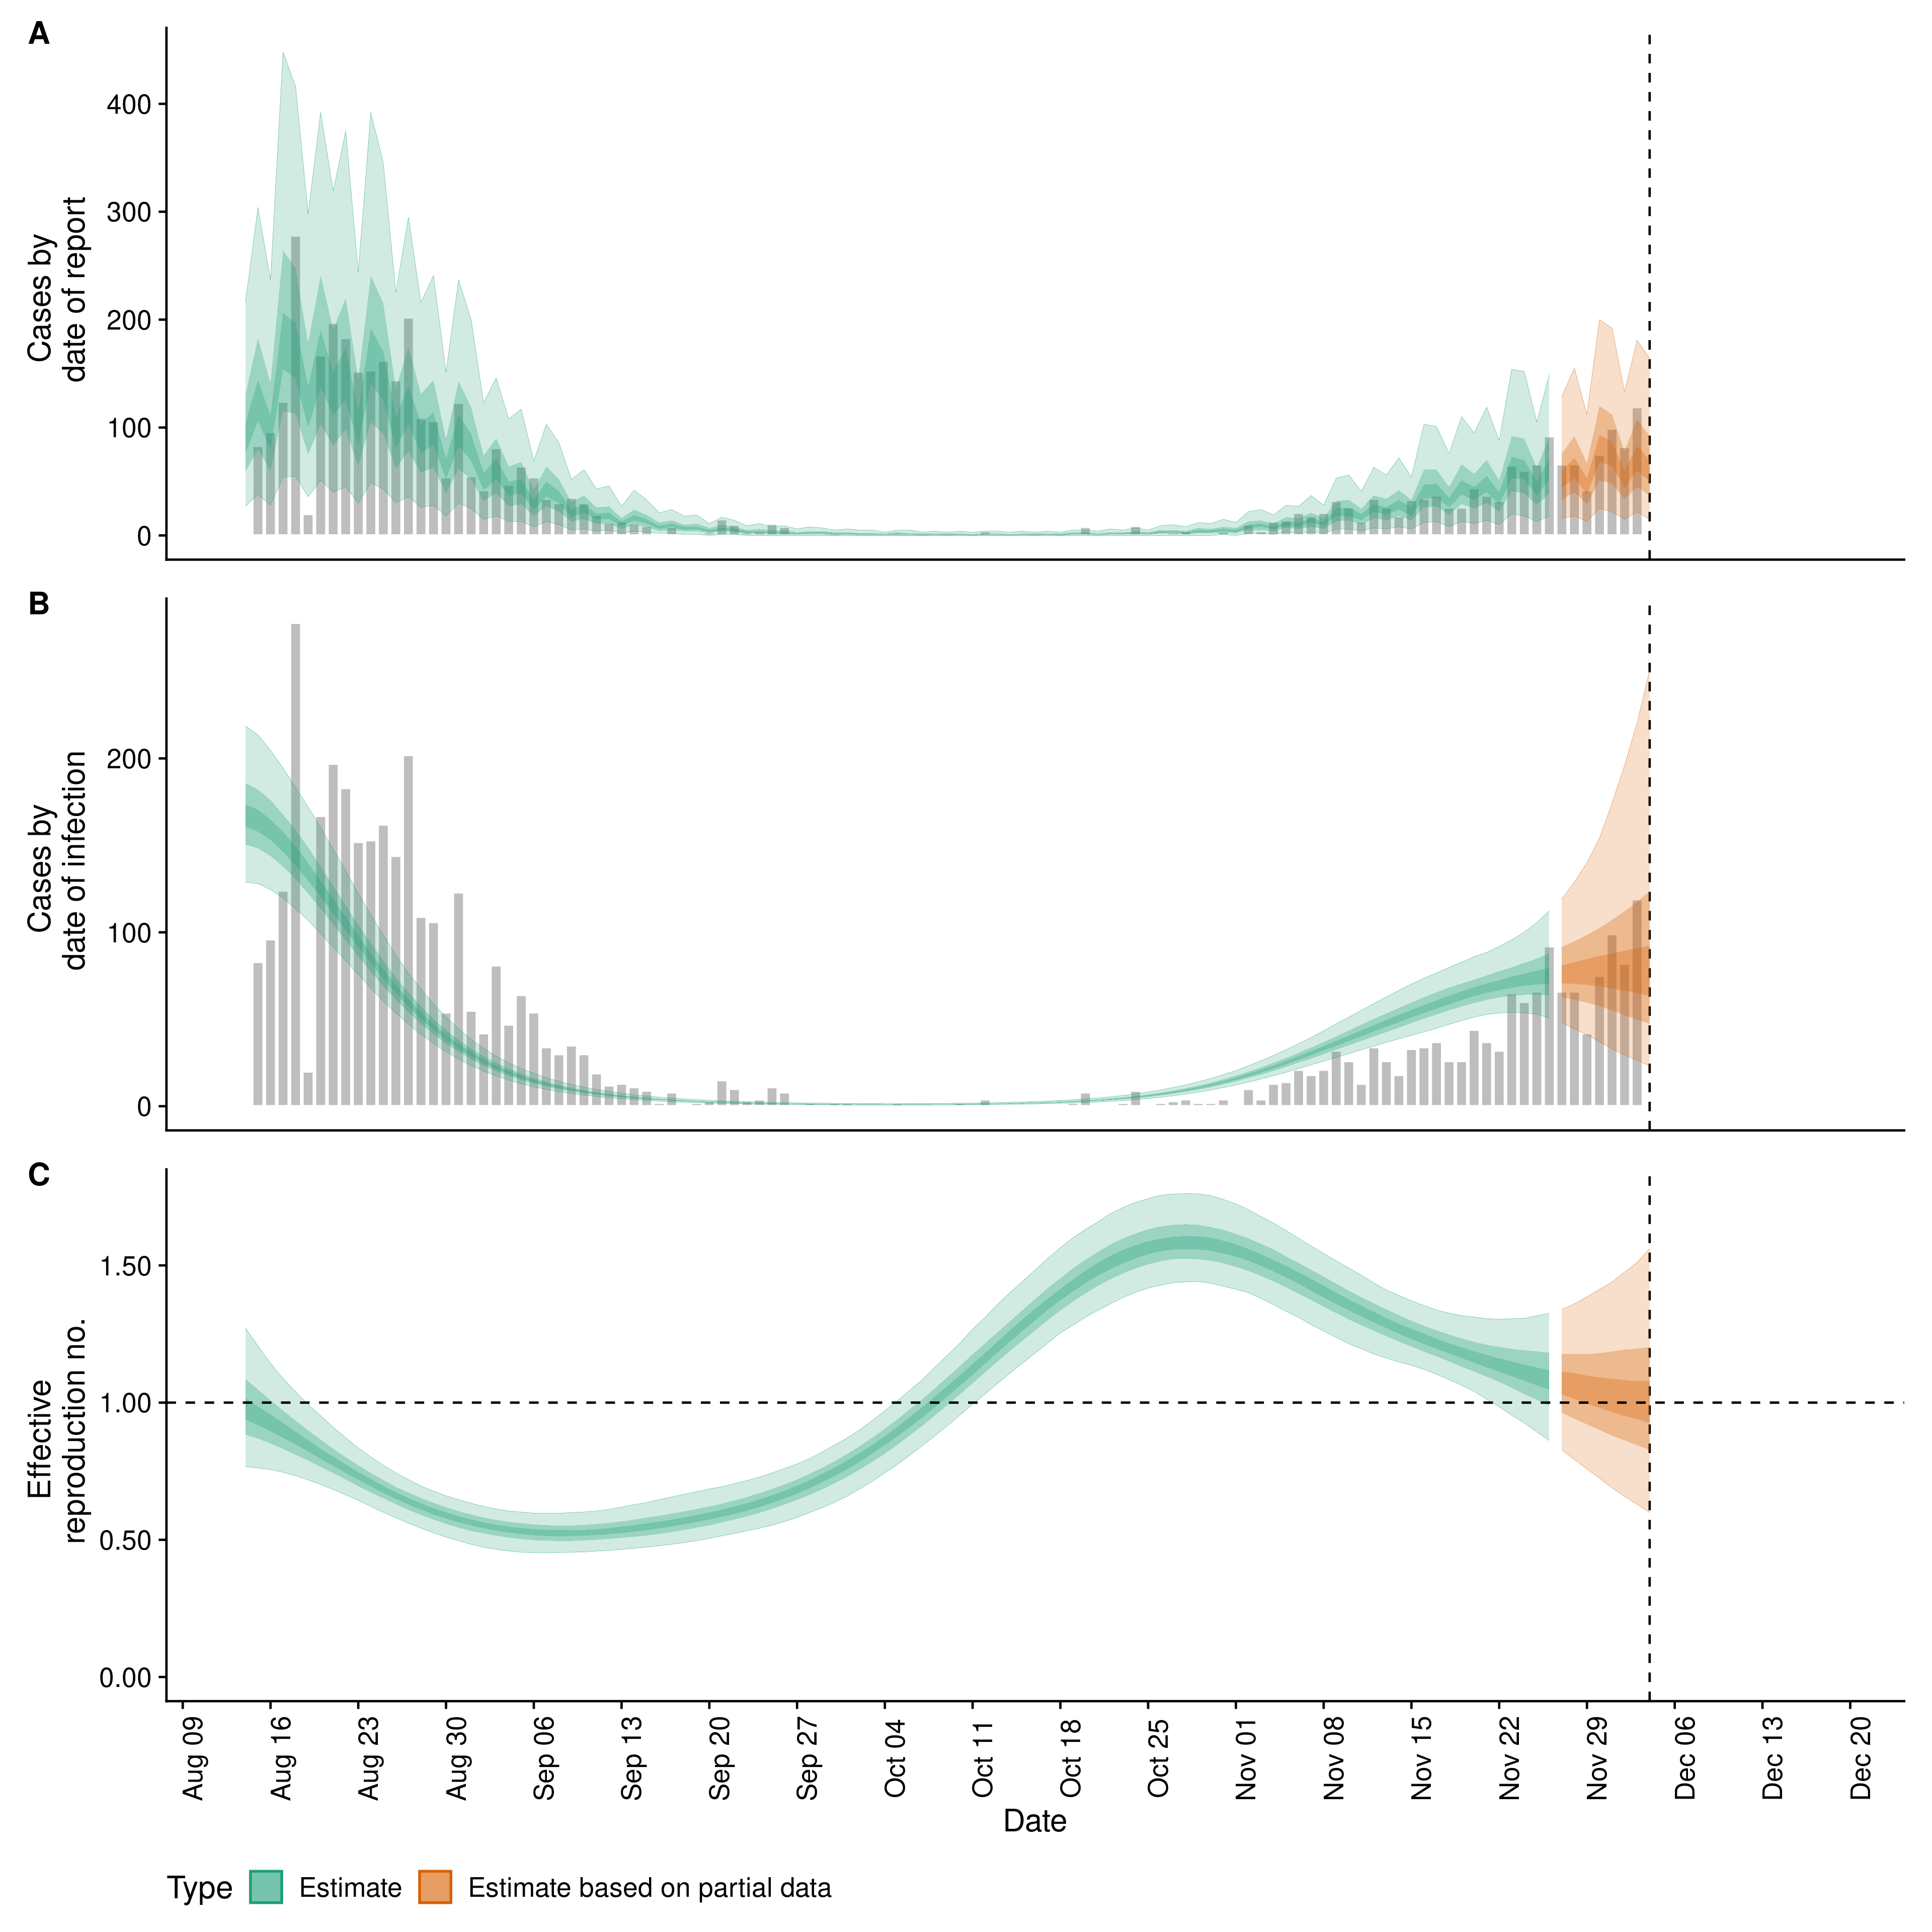 A
400
300
200
100
0
Cases by
date of report
B
200
100
0
Cases by
date of infection
C
1.50
1.00
0.50
0.00
Effective
reproduction no.
Aug 09
Aug 16
Aug 23
Aug 30
Sep 06
Sep 13
Sep 20
Sep 27
Oct 04
Oct 11
Oct 18
Oct 25
Nov 01
Nov 08
Nov 15
Nov 22
Nov 29
Dec 06
Dec 13
Dec 20
Date
Type Estimate Estimate based on partial data